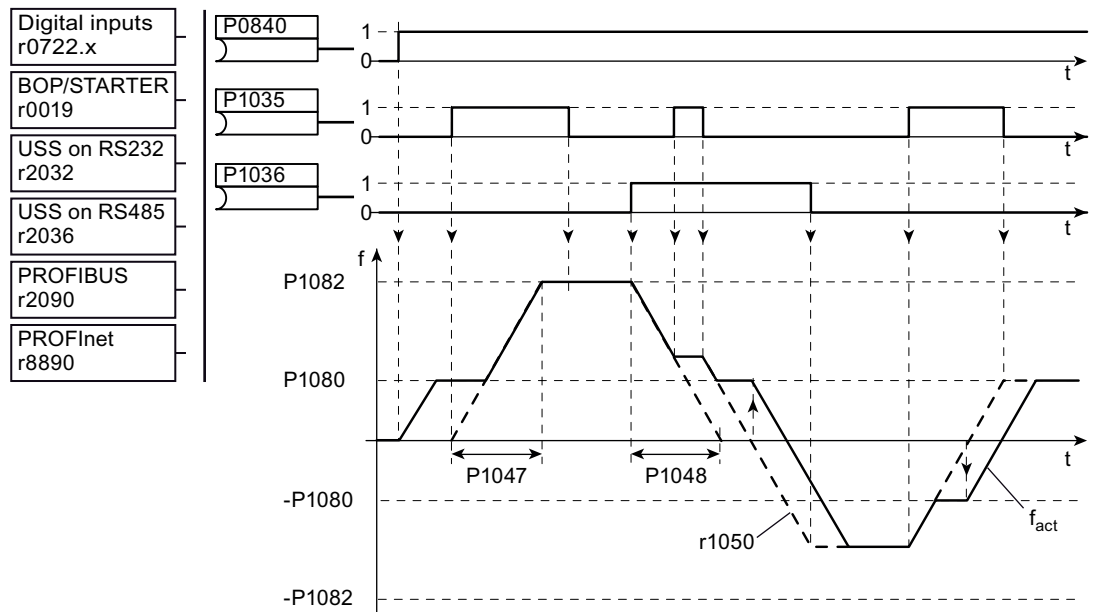 Digital inputs
r0722.x
BOP/STARTER
r0019
USS on RS232
r2032
USS on RS485
r2036
PROFIBUS
r2090
PROFInet
r8890
P0840
1
0
t
P1035
1
0
t
P1036
1
0
t
f
P1082
P1080
t
P1047
P1048
-P1080
r1050
fact
-P1082